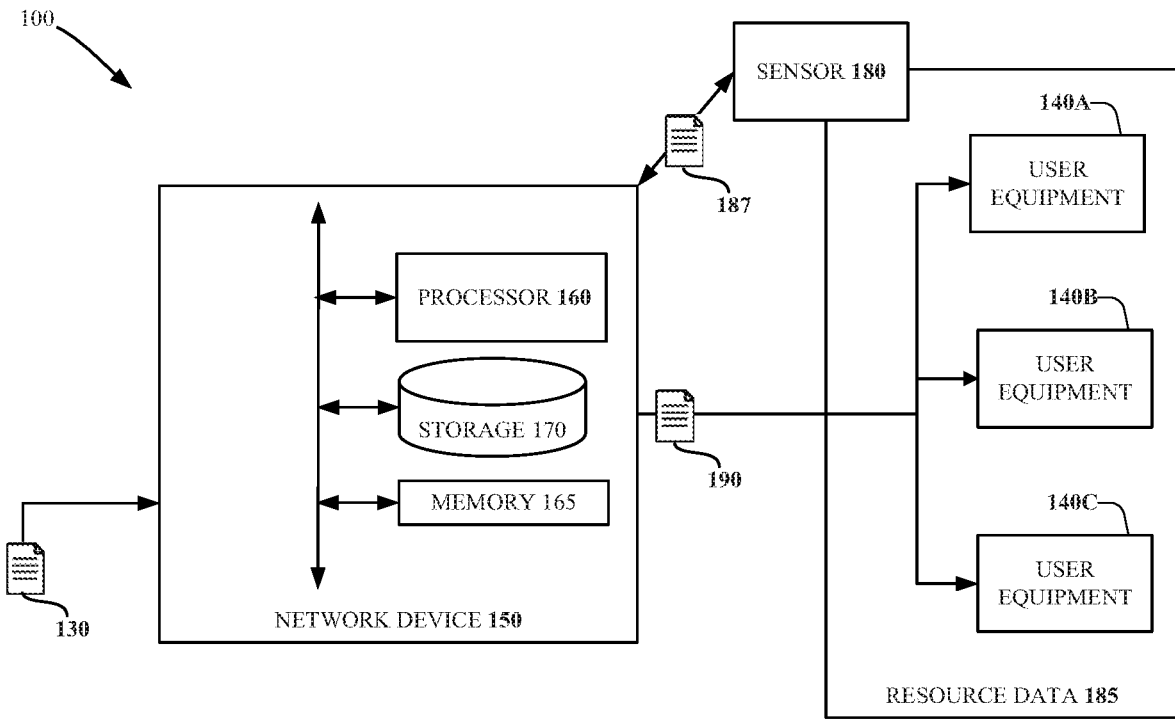 100
SENSOR 180
140A
USER
EQUIPMENT
187
PROCESSOR 160
140B
USER
EQUIPMENT
STORAGE 170
190
MEMORY 165
140C
USER
EQUIPMENT
130
NETWORK DEVICE 150
RESOURCE DATA 185